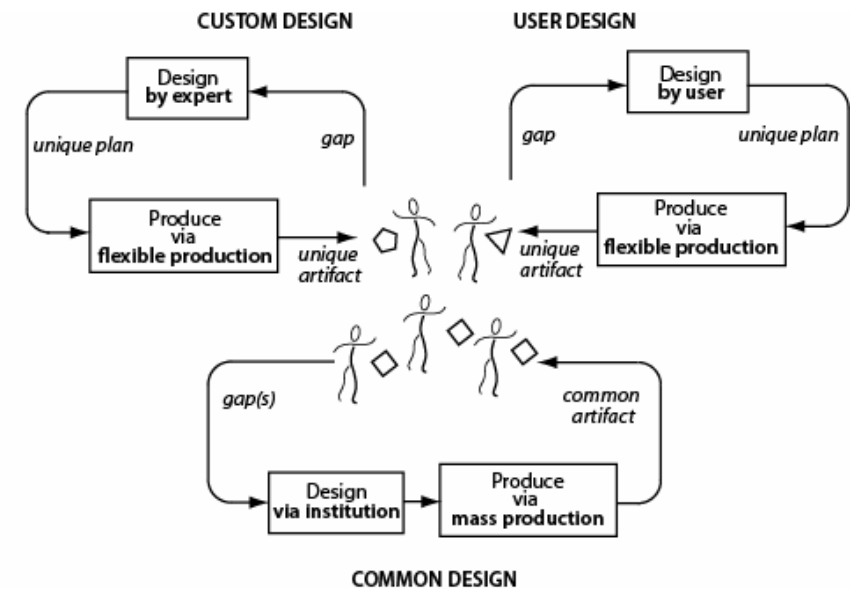 CUSTOM DESIGN
USER DESIGN
Design
by expert
unique plan
gap
Produce
via
flexible production
unique
artifact
Design
by user
gap
unique plan
Produce
via
flexible production
unique
artifact
gap(s)
common
artifact
Design
via institution
Produce
via
mass production
COMMON DESIGN